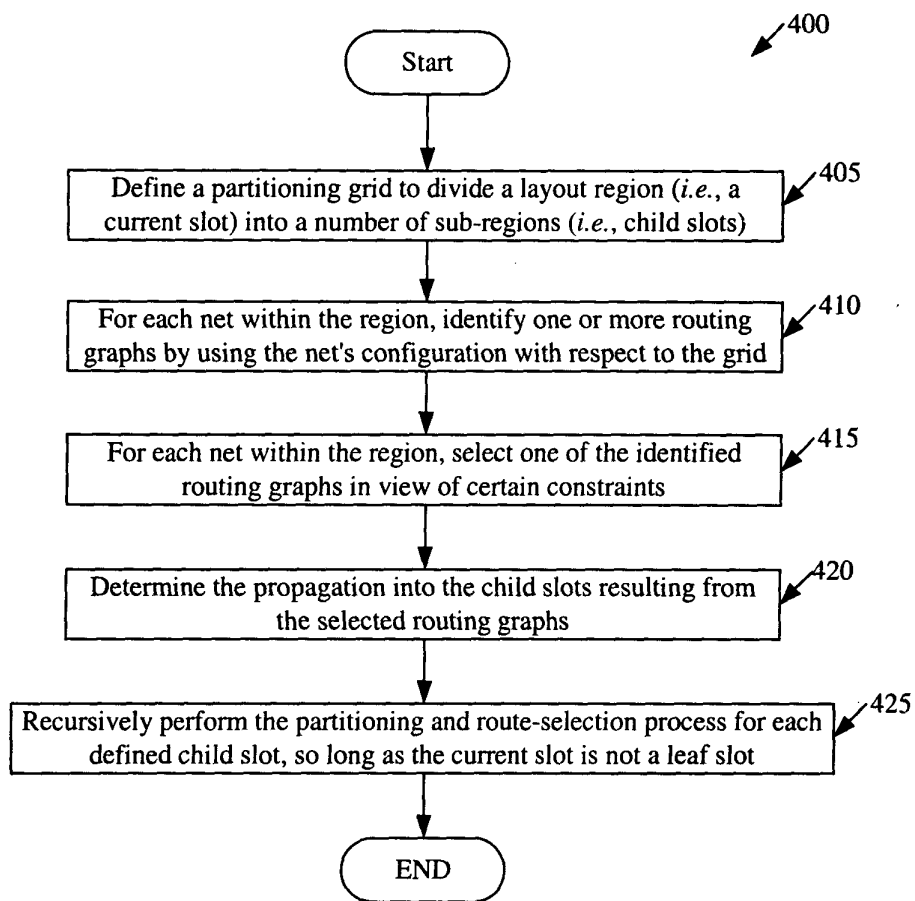 400
Start
405
Define a partitioning grid to divide a layout region (i.e., a
current slot) into a number of sub-regions (i.e., child slots)
410
For each net within the region, identify one or more routing
graphs by using the net's configuration with respect to the grid
415
For each net within the region, select one of the identified
routing graphs in view of certain constraints
420
Determine the propagation into the child slots resulting from
the selected routing graphs
425
Recursively perform the partitioning and route-selection process for each
defined child slot, so long as the current slot is not a leaf slot
END